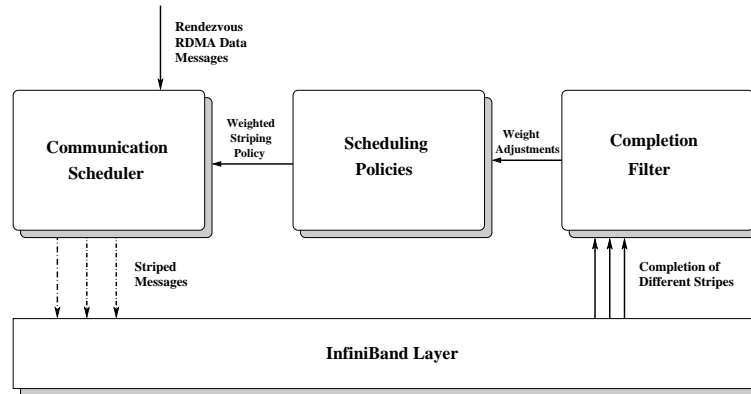 Rendezvous
RDMA Data
Messages
Communication
Scheduler
Weighted
Striping
Policy
Scheduling
Policies
Weight
Adjustments
Completion
Filter
Striped
Messages
Completion of
Different Stripes
InfiniBand Layer